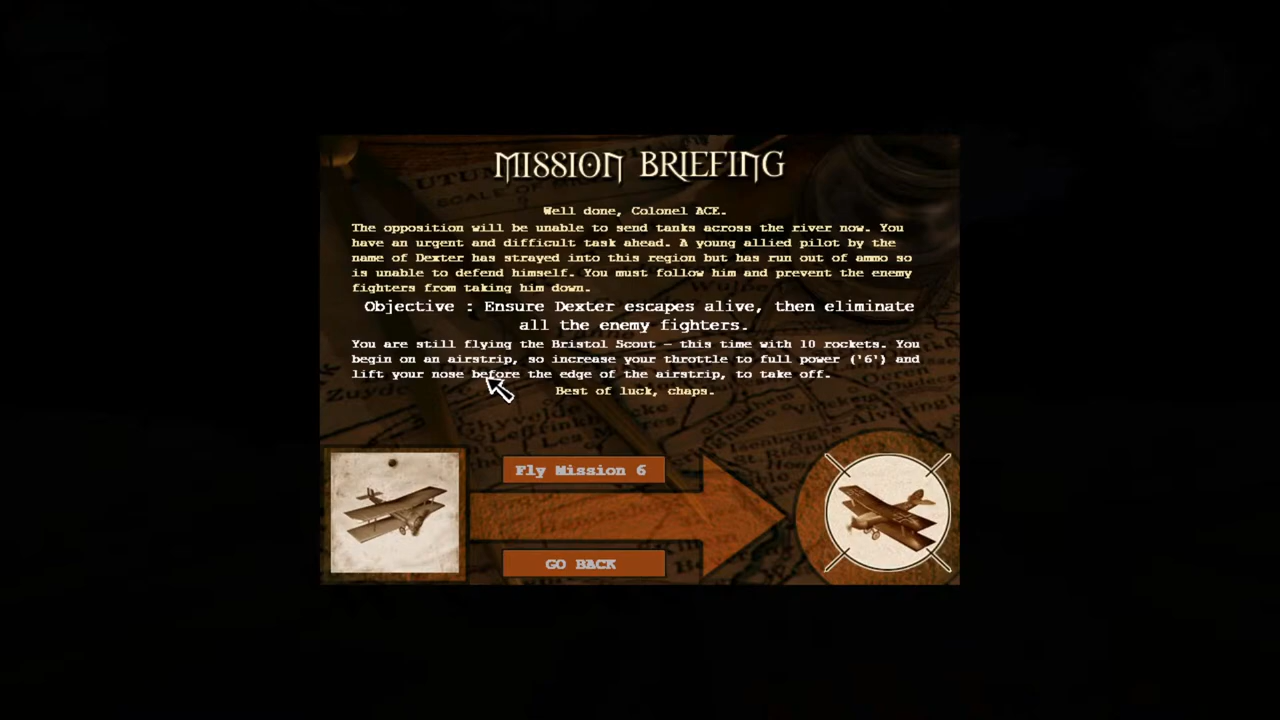 MISSION BRIEFING
Well done, Colonel ACE.
The opposition will be unable to send tanks across the river now. You
have an urgent and difficult task ahead. A young allied pilot by the
name of Dexter has strayed into this region but has run out of ammo so
is unable to defend himself. You must follow him and prevent the enemy
fighters from taking him down.
Objective : Ensure Dexter escapes alive, then eliminate
all the enemy fighters.
You are still flying the Bristol Scout - this time with 10 rockets. You
begin on an airstrip, so increase your throttle to full power ('6') and
lift your nose before the edge of the airstrip, to take off.
Best of luck, chaps.
Fly Mission 6
GO BACK